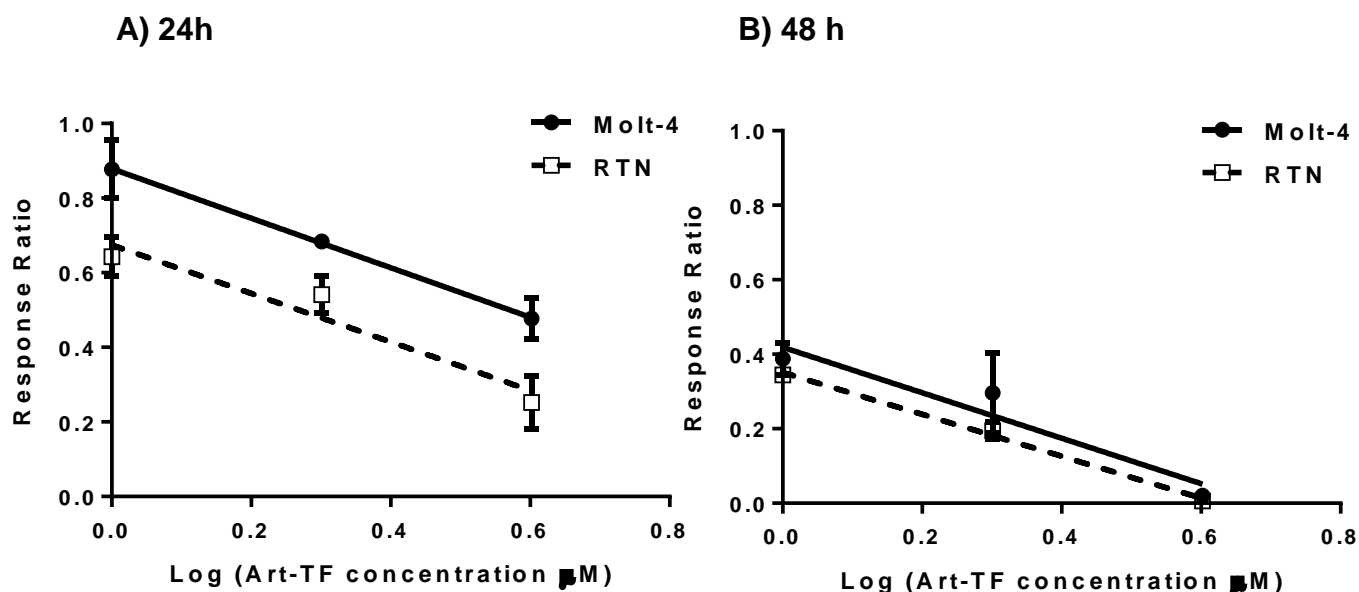 A) 24h
B) 48 h
Molt-4
RTN
1.0
0.8
0.6
0.4
0.2
0.0
Response Ratio
0.0 0.2 0.4 0.6 0.8
Log (Art-TF concentration µM)
Molt-4
RTN
1.0
0.8
0.6
0.4
0.2
0.0
Response Ratio
0.0 0.2 0.4 0.6 0.8
Log (Art-TF concentration µM)